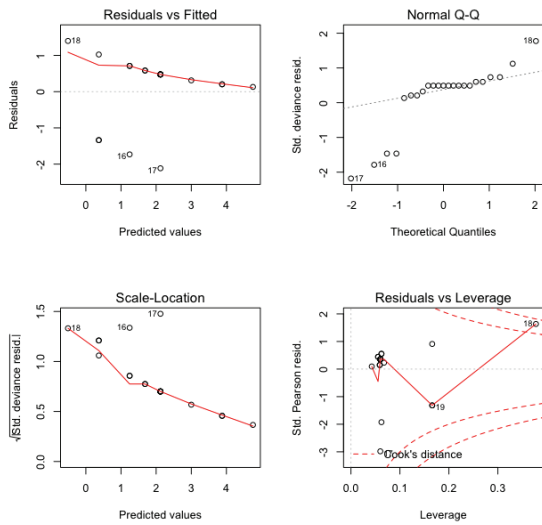 Residuals vs Fitted
Residuals
1
0
-1
-2
18
16
17
0 1 2 3 4
Predicted values
Normal Q-Q
Std. deviance resid.
2
1
0
-1
-2
18
16
17
-2 -1 0 1 2
Theoretical Quantiles
Scale-Location
√|Std. deviance resid.|
1.5
1.0
0.5
0.0
18
16
17
0 1 2 3 4
Predicted values
Residuals vs Leverage
Std. Pearson resid.
2
1
0
-1
-2
-3
18
19
Cook's distance
0.0 0.1 0.2 0.3
Leverage